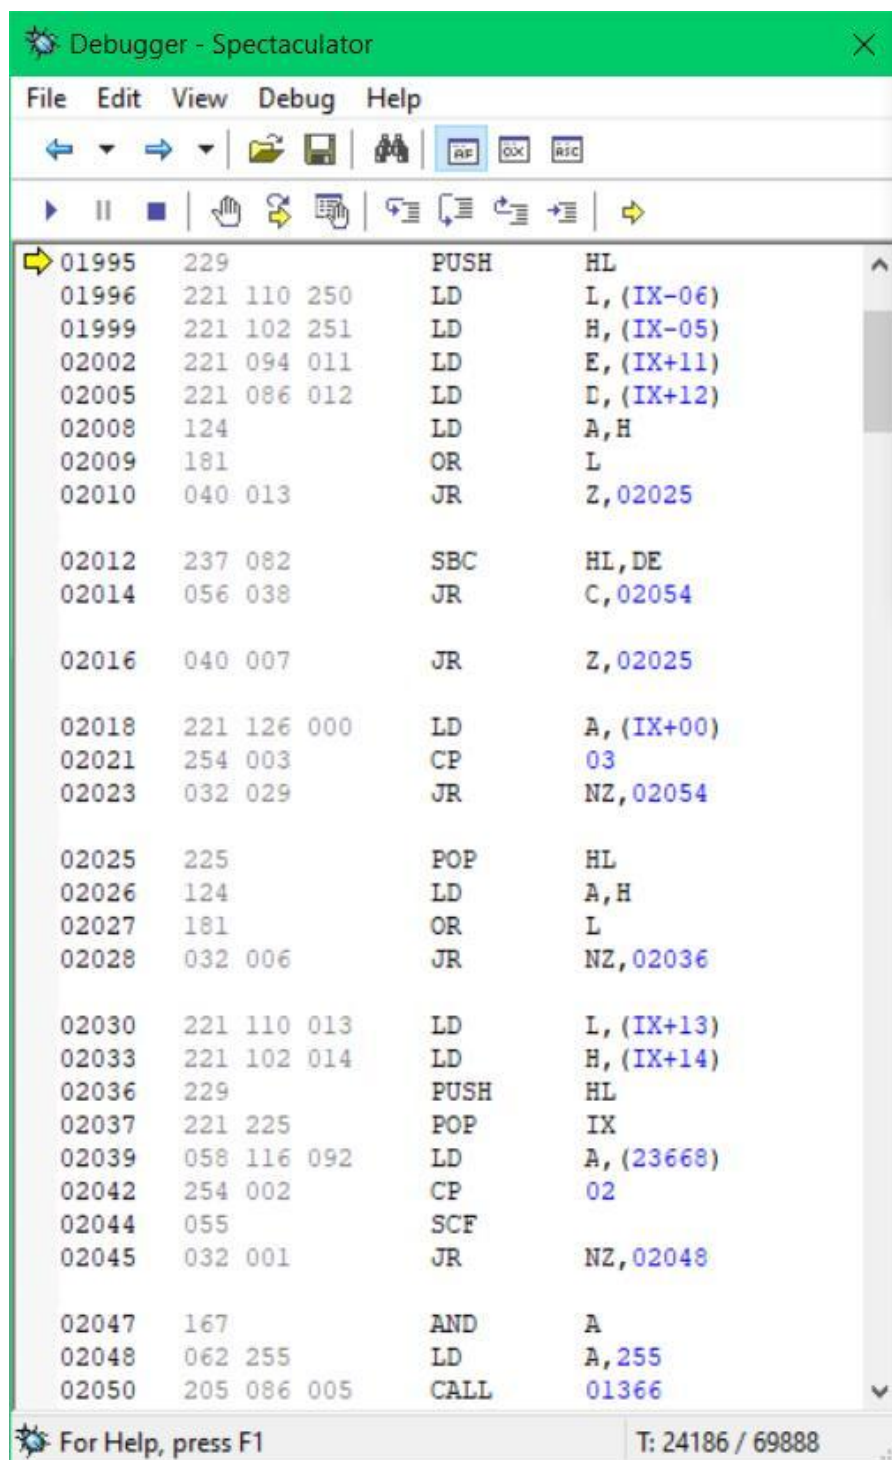 Debugger - Spectaculator
File Edit View Debug Help
AF 0X ASC
01995 229 PUSH HL
01996 221 110 250 LD L,(IX-06)
01999 221 102 251 LD H,(IX-05)
02002 221 094 011 LD E,(IX+11)
02005 221 086 012 LD D,(IX+12)
02008 124 LD A,H
02009 181 OR L
02010 040 013 JR Z,02025
02012 237 082 SBC HL,DE
02014 056 038 JR C,02054
02016 040 007 JR Z,02025
02018 221 126 000 LD A,(IX+00)
02021 254 003 CP 03
02023 032 029 JR NZ,02054
02025 225 POP HL
02026 124 LD A,H
02027 181 OR L
02028 032 006 JR NZ,02036
02030 221 110 013 LD L,(IX+13)
02033 221 102 014 LD H,(IX+14)
02036 229 PUSH HL
02037 221 225 POP IX
02039 058 116 092 LD A,(23668)
02042 254 002 CP 02
02044 055 SCF
02045 032 001 JR NZ,02048
02047 167 AND A
02048 062 255 LD A,255
02050 205 086 005 CALL 01366
For Help, press F1 T: 24186 / 69888